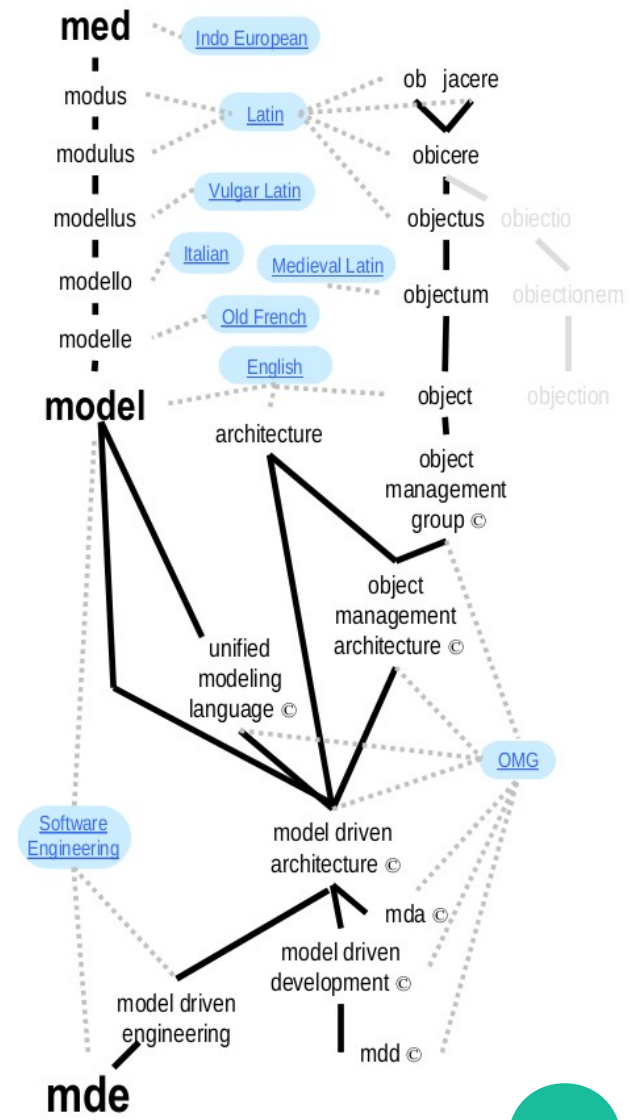 med
Indo European
ob jacere
modus
Latin
modulus
obicere
Vulgar Latin
modellus
objectus
obiectio
Italian
Medieval Latin
modello
objectum
obiectionem
Old French
modelle
English
model
object
objection
architecture
object
management
group ©
object
management
architecture ©
unified
modeling
language ©
OMG
Software
Engineering
model driven
architecture ©
mda ©
model driven
development ©
model driven
engineering
mdd ©
mde